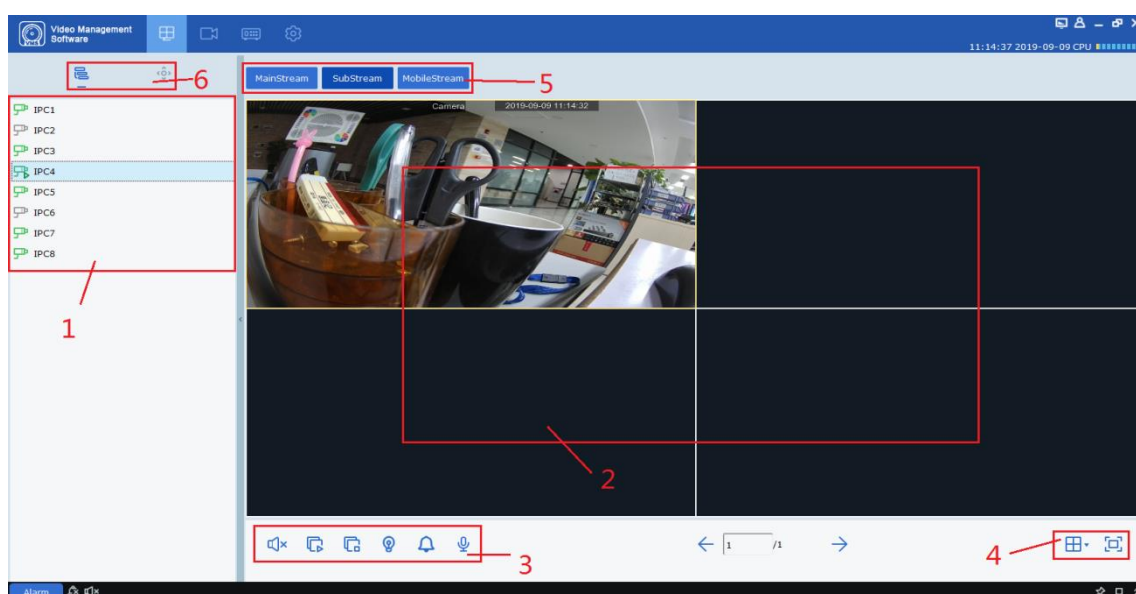 Video Management
Software
11:14:37 2019-09-09 CPU
6
MainStream
SubStream
MobileStream
5
IPC1
IPC2
IPC3
IPC4
IPC5
IPC6
IPC7
IPC8
1
Camera
2019-09-09 11:14:32
2
3
1
/1
4
Alarm